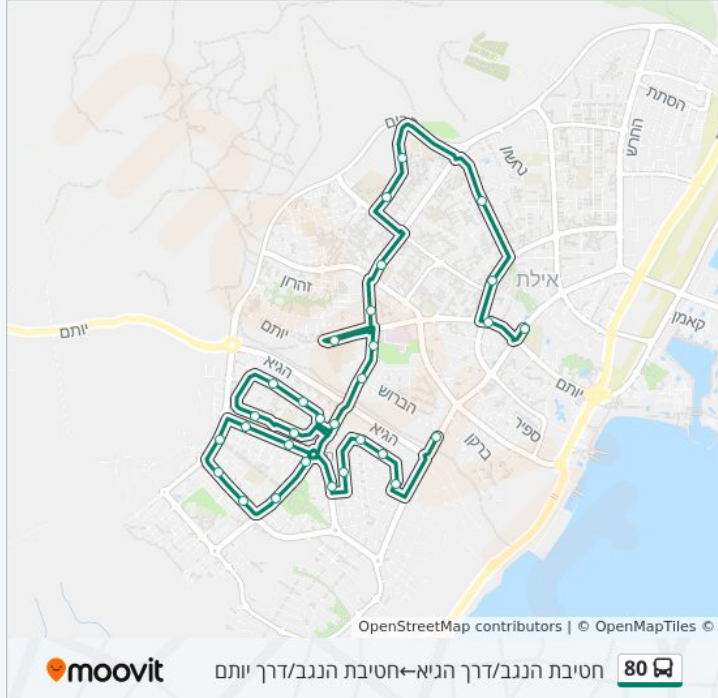 הסתת
החרש
נחשון
אילת
זהרון
קאמן
יותם
יותם
הגיא
יותם
הברוש
הגיא
ספיר
ברקן
OpenStreetMap contributors | © OpenMapTiles ©
80 חטיבת הנגב/דרך הגיא←חטיבת הנגב/דרך יותם
moovit